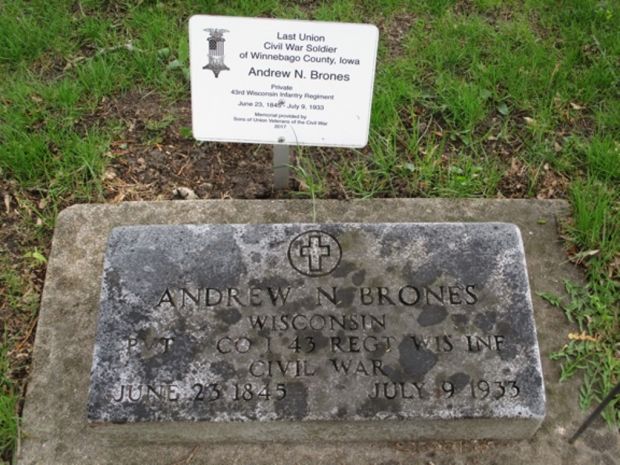 Last Union
Civil War Soldier
of Winnebago County, Iowa
Andrew N. Brones
Private
43rd Wisconsin Infantry Regiment
June 23, 1845 - July 9, 1933
Memorial provided by
Sons of Union Veterans of the Civil War
2017
ANDREW N BRONES
WISCONSIN
PVT CO I 43 REGT WIS INF
CIVIL WAR
JUNE 23 1845 JULY 9 1933